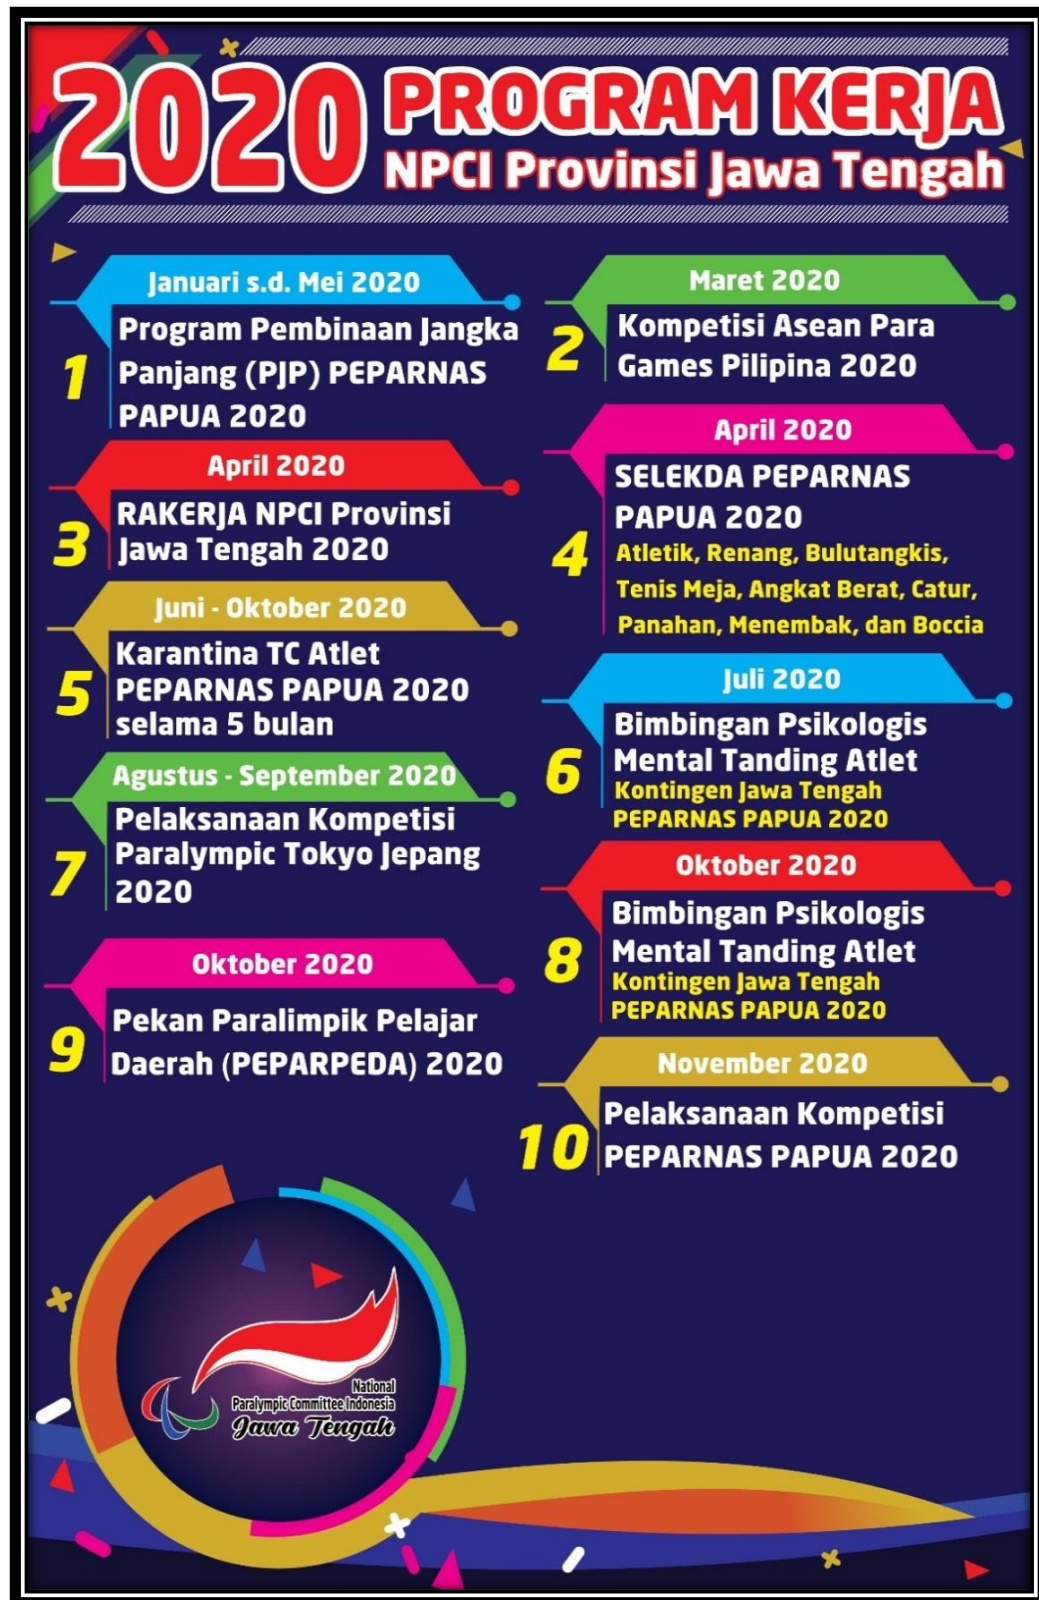 2020 PROGRAM KERJA
NPCI Provinsi Jawa Tengah
Januari s.d. Mei 2020
1
Program Pembinaan Jangka
Panjang (PJP) PEPARNAS
PAPUA 2020
Maret 2020
2
Kompetisi Asean Para
Games Pilipina 2020
April 2020
3
RAKERJA NPCI Provinsi
Jawa Tengah 2020
April 2020
4
SELEKDA PEPARNAS
PAPUA 2020
Atletik, Renang, Bulutangkis,
Tenis Meja, Angkat Berat, Catur,
Panahan, Menembak, dan Boccia
Juni - Oktober 2020
5
Karantina TC Atlet
PEPARNAS PAPUA 2020
selama 5 bulan
Juli 2020
6
Bimbingan Psikologis
Mental Tanding Atlet
Kontingen Jawa Tengah
PEPARNAS PAPUA 2020
Agustus - September 2020
7
Pelaksanaan Kompetisi
Paralympic Tokyo Jepang
2020
Oktober 2020
8
Bimbingan Psikologis
Mental Tanding Atlet
Kontingen Jawa Tengah
PEPARNAS PAPUA 2020
Oktober 2020
9
Pekan Paralimpik Pelajar
Daerah (PEPARPEDA) 2020
November 2020
10
Pelaksanaan Kompetisi
PEPARNAS PAPUA 2020
National
Paralympic Committee Indonesia
Jawa Tengah